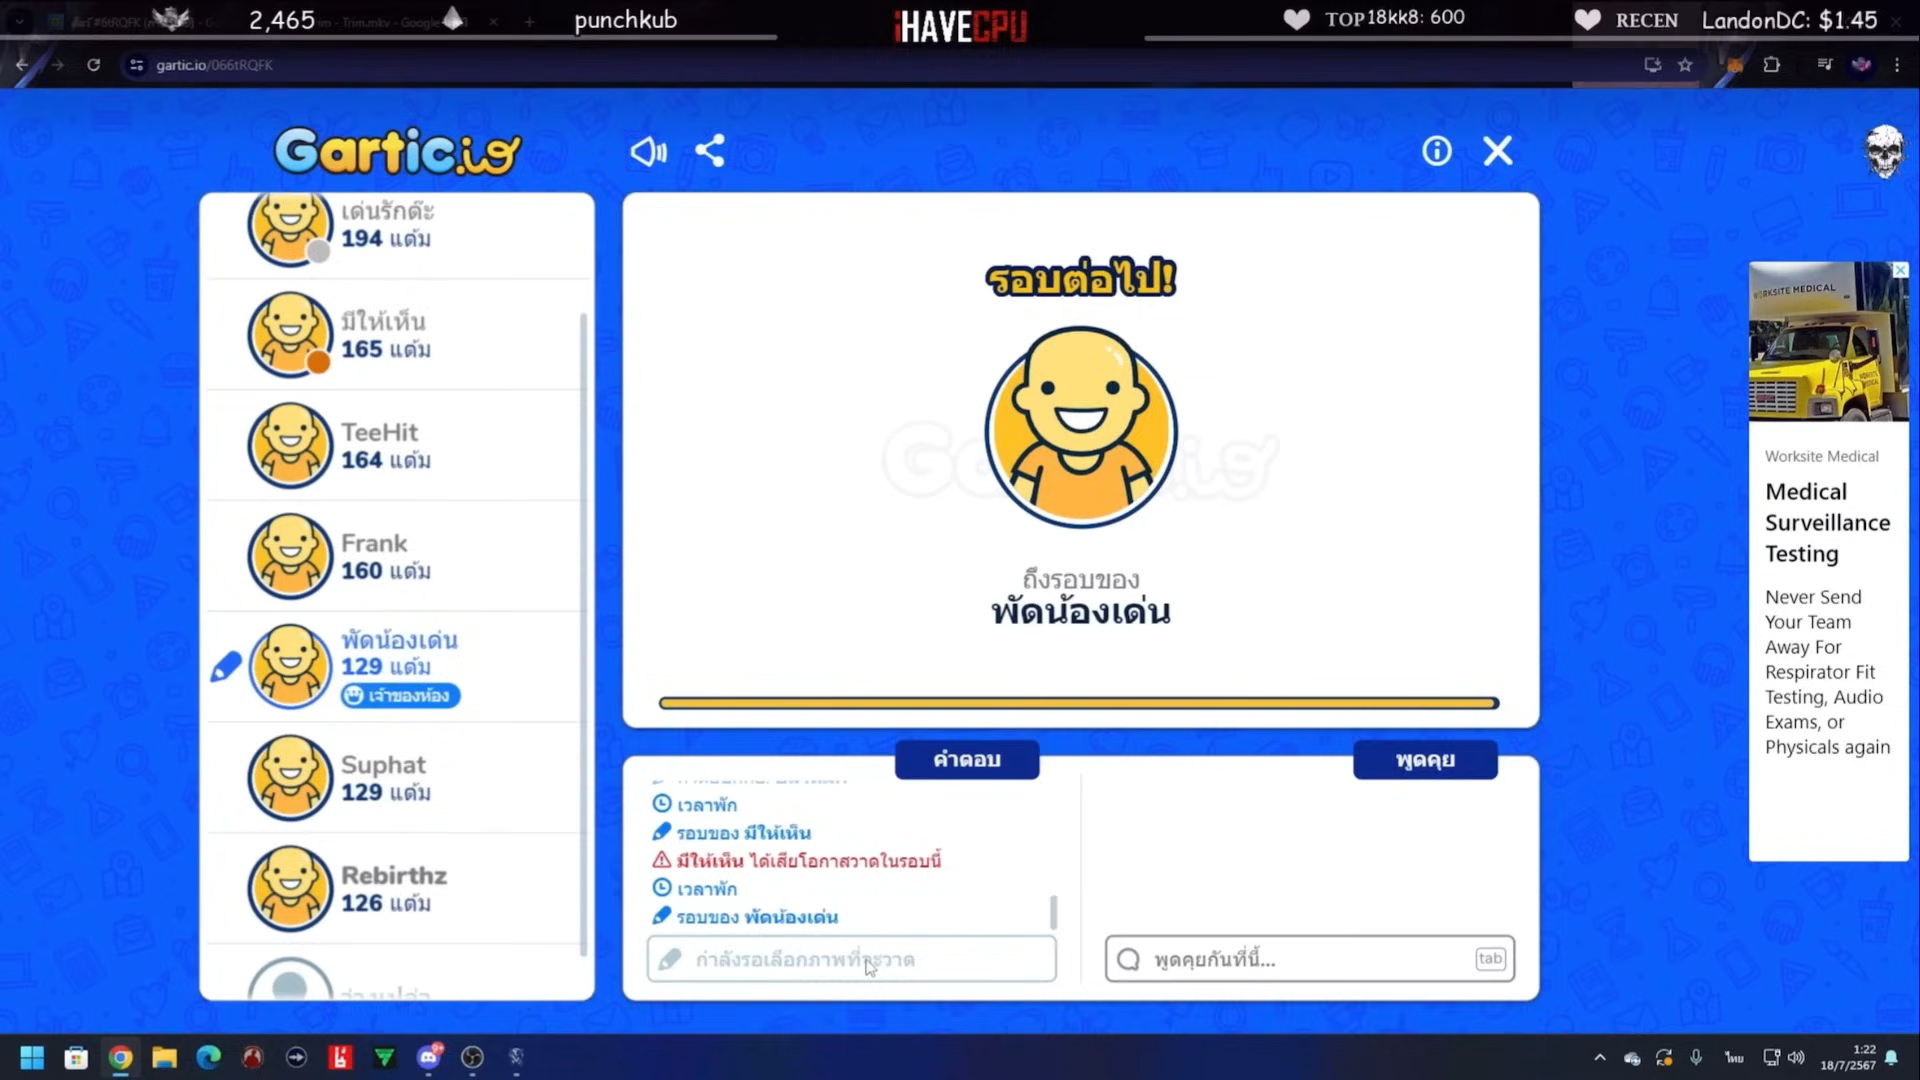 2,465
punchkub
iHAVECPU
TOP 18kk8: 600
RECEN LandonDC: $1.45
gartic.io/066tRQFK
Gartic.io
เด่นรักต๊ะ
194 แต้ม
มีให้เห็น
165 แต้ม
TeeHit
164 แต้ม
Frank
160 แต้ม
พัดน้องเด่น
129 แต้ม
เจ้าของห้อง
Suphat
129 แต้ม
Rebirthz
126 แต้ม
รอบต่อไป!
ถึงรอบของ
พัดน้องเด่น
คำตอบ
เวลาพัก
รอบของ มีให้เห็น
มีให้เห็น ได้เสียโอกาสวาดในรอบนี้
เวลาพัก
รอบของ พัดน้องเด่น
กำลังรอเลือกภาพที่จะวาด
พูดคุย
พูดคุยกันที่นี้...
tab
WORKSITE MEDICAL
Worksite Medical
Medical
Surveillance
Testing
Never Send
Your Team
Away For
Respirator Fit
Testing, Audio
Exams, or
Physicals again
ไทย
1:22
18/7/2567